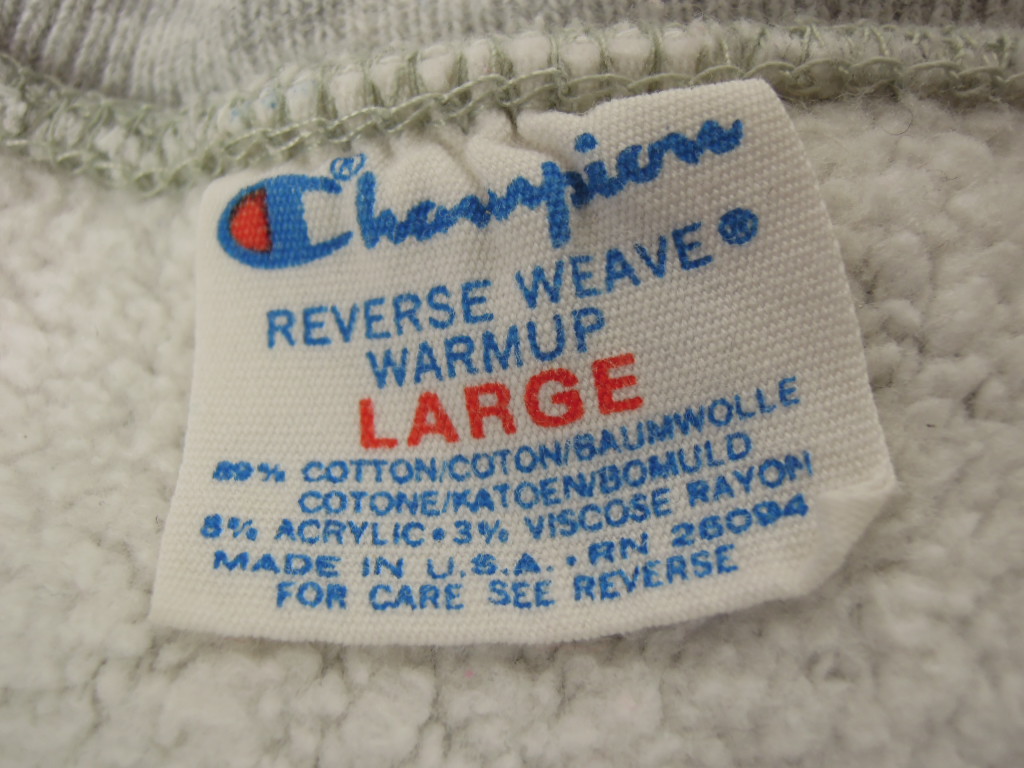 Champion®
REVERSE WEAVE®
WARMUP
LARGE
89% COTTON/COTON/BAUMWOLLE
COTONE/KATOEN/BOMULD
8% ACRYLIC • 3% VISCOSE RAYON
MADE IN U.S.A. • RN 26094
FOR CARE SEE REVERSE